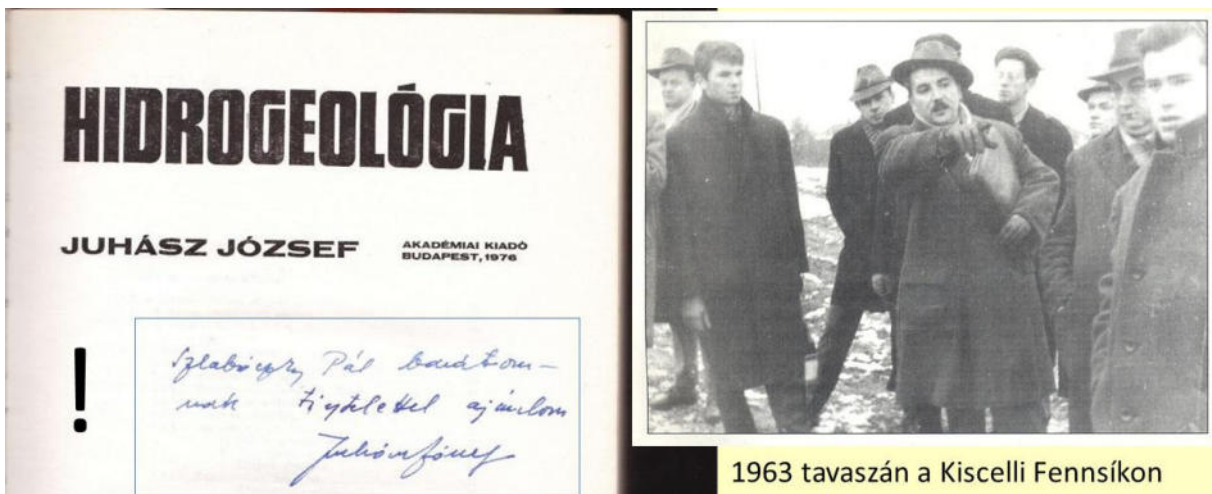 HIDROGEOLÓGIA
JUHÁSZ JÓZSEF
AKADÉMIAI KIADÓ
BUDAPEST, 1976
!
Szlabóczky Pál barátom-
nak tisztelettel ajánlom
Juhász József
1963 tavaszán a Kiscelli Fennsíkon